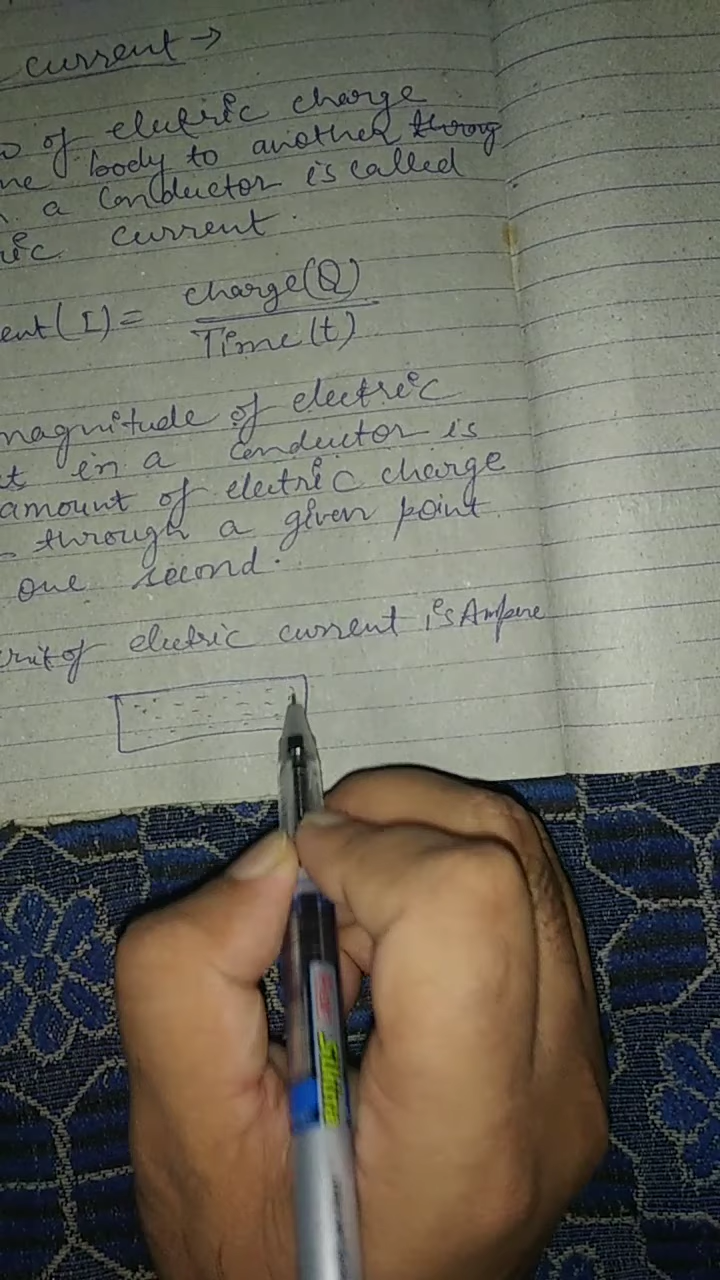 current →
of electric charge
body to another throug
a conductor is called
ric current.
ent(I) = charge(Q)
Time(t)
magnitude of electric
in a conductor is
amount of electric charge
through a given point
one second.
unit of electric current is Ampere